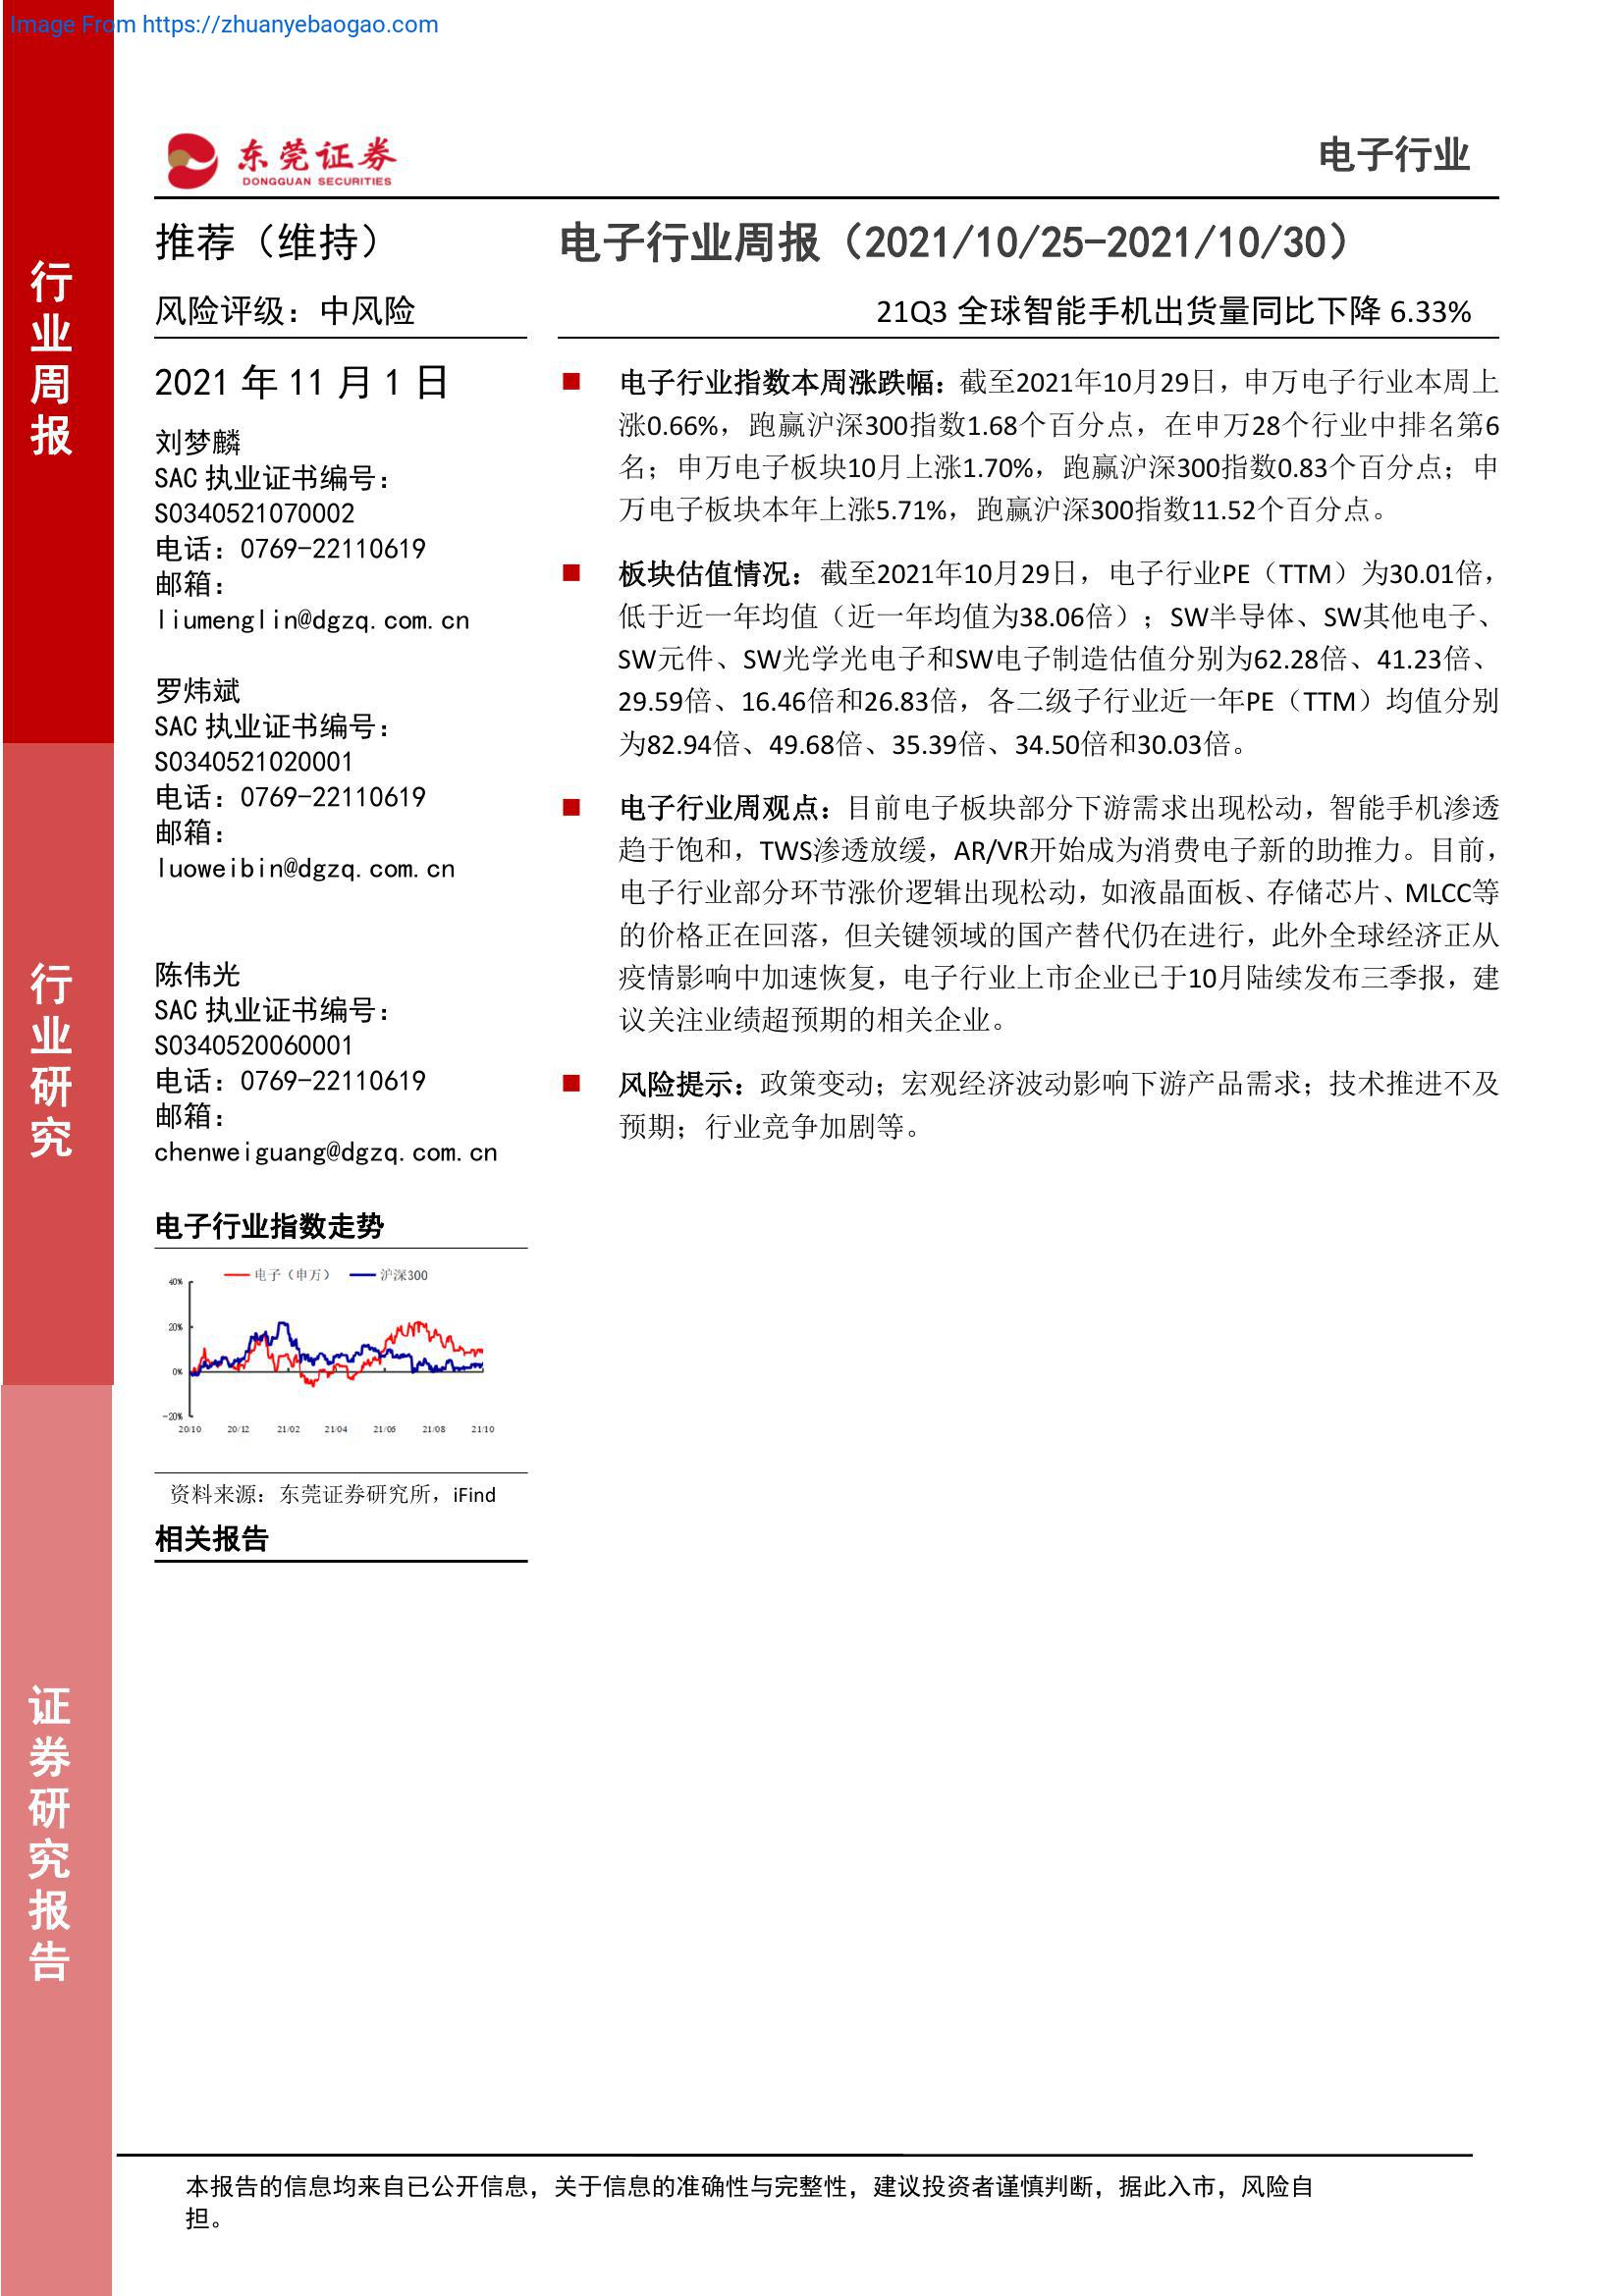 Image From https://zhuanyebaogao.com
东莞证券
DONGGUAN SECURITIES
电子行业
行业周报
行业研究
证券研究报告
推荐（维持）
风险评级：中风险
2021 年 11 月 1 日
刘梦麟
SAC 执业证书编号：
S0340521070002
电话：0769-22110619
邮箱：
liumenglin@dgzq.com.cn
罗炜斌
SAC 执业证书编号：
S0340521020001
电话：0769-22110619
邮箱：
luoweibin@dgzq.com.cn
陈伟光
SAC 执业证书编号：
S0340520060001
电话：0769-22110619
邮箱：
chenweiguang@dgzq.com.cn
电子行业指数走势
电子（申万） 沪深300
40%
20%
0%
-20%
20/10 20/12 21/02 21/04 21/06 21/08 21/10
资料来源：东莞证券研究所，iFind
相关报告
电子行业周报（2021/10/25-2021/10/30）
21Q3 全球智能手机出货量同比下降 6.33%
■ 电子行业指数本周涨跌幅：截至2021年10月29日，申万电子行业本周上
涨0.66%，跑赢沪深300指数1.68个百分点，在申万28个行业中排名第6
名；申万电子板块10月上涨1.70%，跑赢沪深300指数0.83个百分点；申
万电子板块本年上涨5.71%，跑赢沪深300指数11.52个百分点。
■ 板块估值情况：截至2021年10月29日，电子行业PE（TTM）为30.01倍，
低于近一年均值（近一年均值为38.06倍）；SW半导体、SW其他电子、
SW元件、SW光学光电子和SW电子制造估值分别为62.28倍、41.23倍、
29.59倍、16.46倍和26.83倍，各二级子行业近一年PE（TTM）均值分别
为82.94倍、49.68倍、35.39倍、34.50倍和30.03倍。
■ 电子行业周观点：目前电子板块部分下游需求出现松动，智能手机渗透
趋于饱和，TWS渗透放缓，AR/VR开始成为消费电子新的助推力。目前，
电子行业部分环节涨价逻辑出现松动，如液晶面板、存储芯片、MLCC等
的价格正在回落，但关键领域的国产替代仍在进行，此外全球经济正从
疫情影响中加速恢复，电子行业上市企业已于10月陆续发布三季报，建
议关注业绩超预期的相关企业。
■ 风险提示：政策变动；宏观经济波动影响下游产品需求；技术推进不及
预期；行业竞争加剧等。
本报告的信息均来自已公开信息，关于信息的准确性与完整性，建议投资者谨慎判断，据此入市，风险自
担。